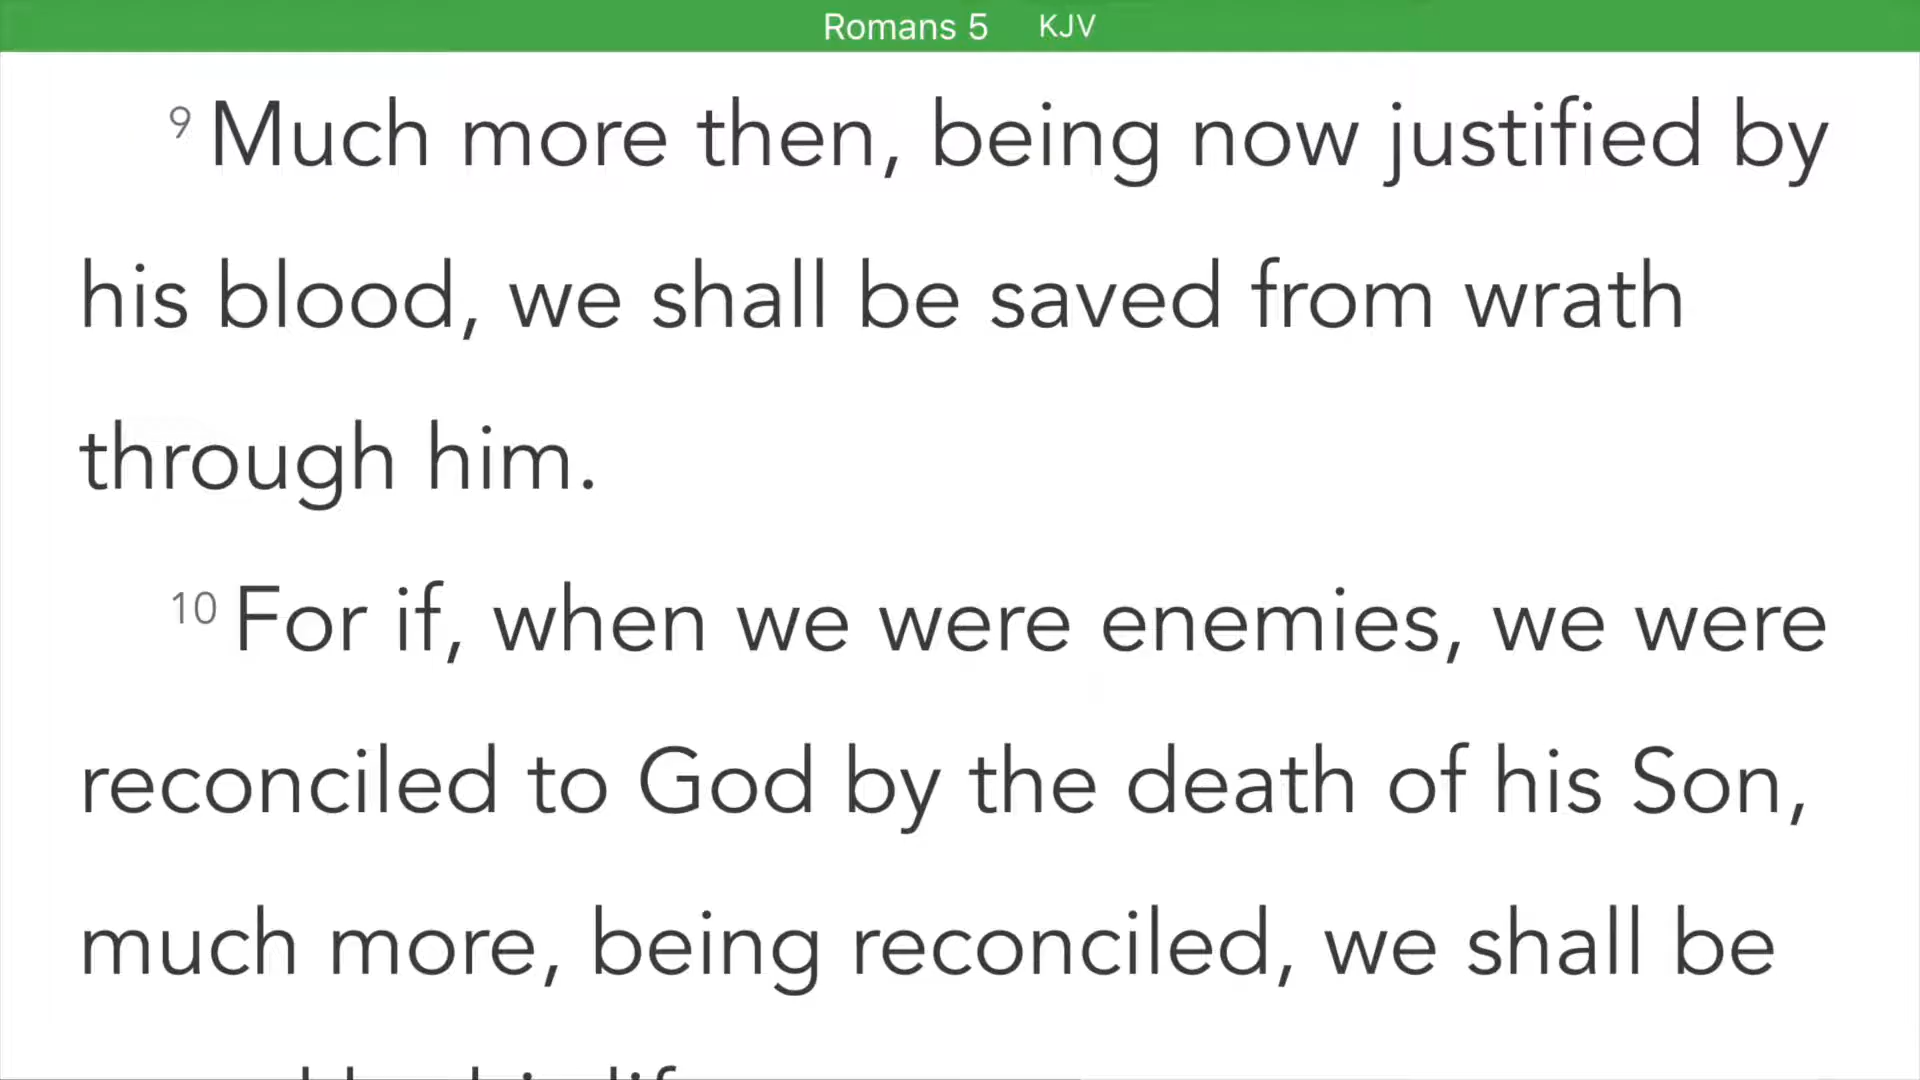 Romans 5 KJV
9 Much more then, being now justified by
his blood, we shall be saved from wrath
through him.
10 For if, when we were enemies, we were
reconciled to God by the death of his Son,
much more, being reconciled, we shall be